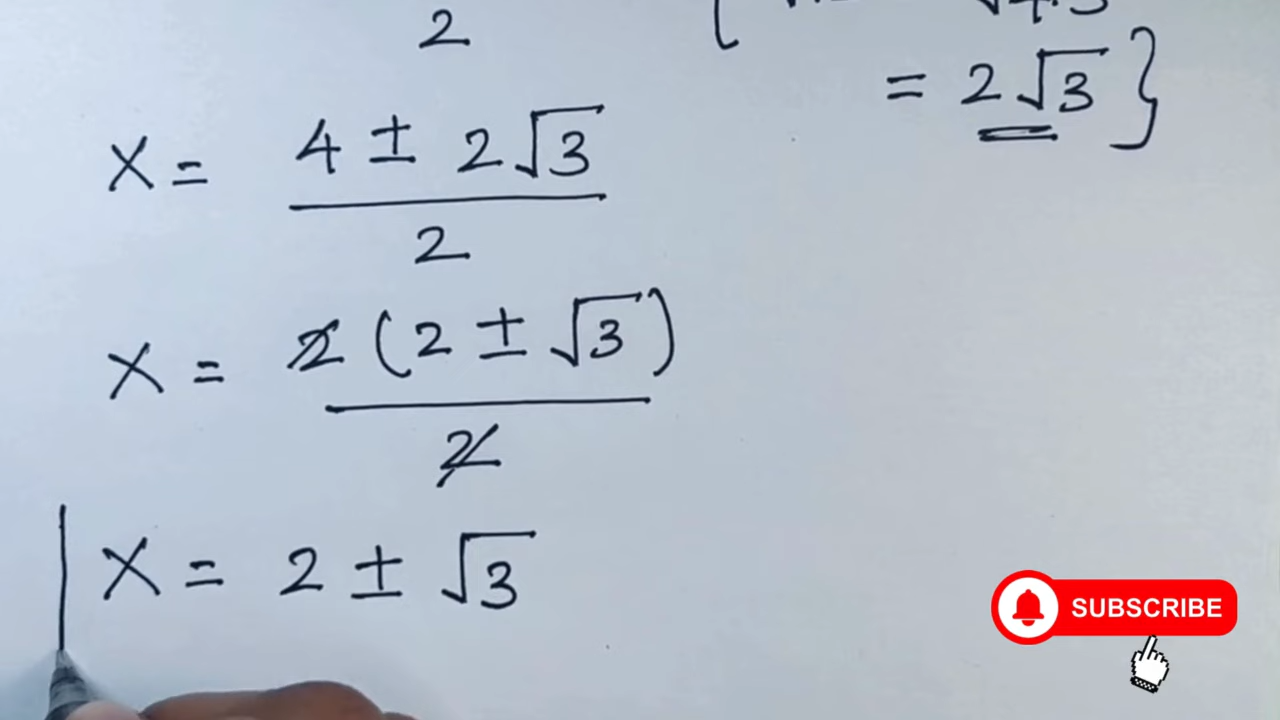 2
= 2√3 }
X = 4 ± 2√3 / 2
X = 2 (2 ± √3) / 2
X = 2 ± √3
SUBSCRIBE